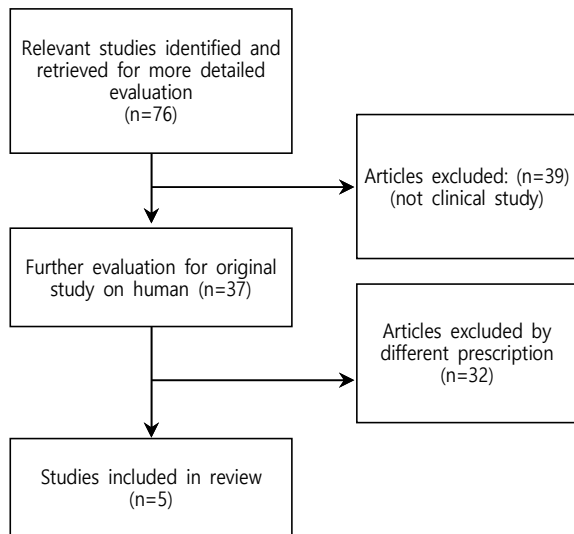 Relevant studies identified and
retrieved for more detailed
evaluation
(n=76)
Articles excluded: (n=39)
(not clinical study)
Further evaluation for original
study on human (n=37)
Articles excluded by
different prescription
(n=32)
Studies included in review
(n=5)